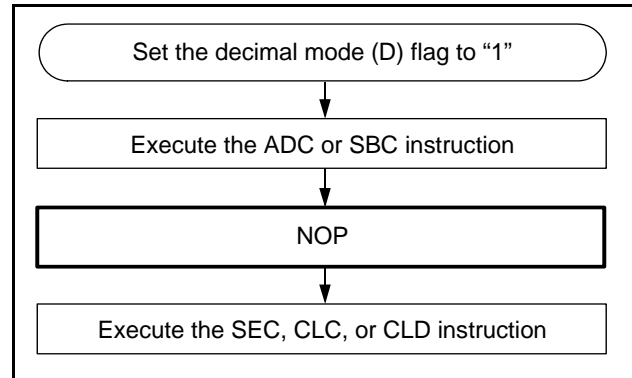 Set the decimal mode (D) flag to “1”
Execute the ADC or SBC instruction
NOP
Execute the SEC, CLC, or CLD instruction